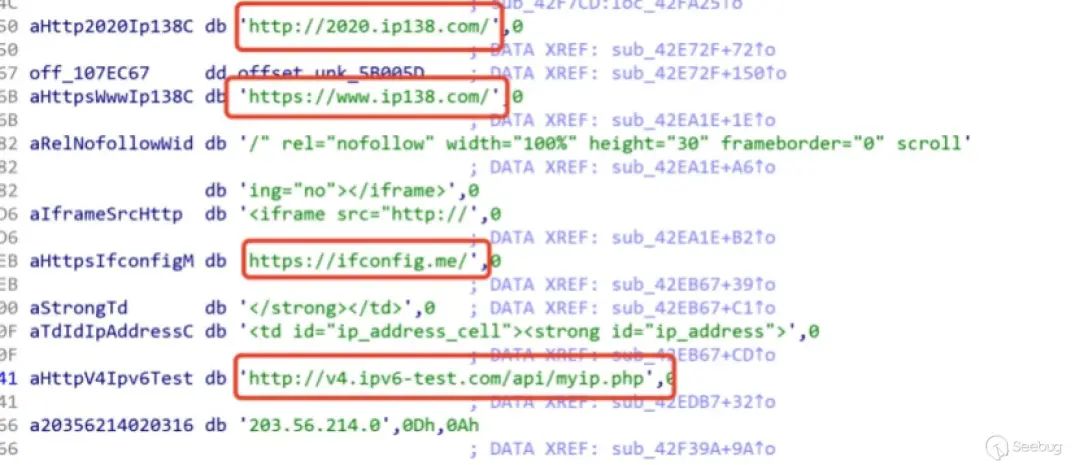 ; sub_42F7CD:loc_42FA25↑o
50 aHttp2020Ip138C db 'http://2020.ip138.com/',0
50 ; DATA XREF: sub_42E72F+72↑o
67 off_107EC67 dd offset unk_5B005D ; DATA XREF: sub_42E72F+150↑o
6B aHttpsWwwIp138C db 'https://www.ip138.com/',0
6B ; DATA XREF: sub_42EA1E+1E↑o
82 aRelNofollowWid db '/" rel="nofollow" width="100%" height="30" frameborder="0" scroll'
82 ; DATA XREF: sub_42EA1E+A6↑o
82 db 'ing="no"></iframe>',0
D6 aIframeSrcHttp db '<iframe src="http://',0
D6 ; DATA XREF: sub_42EA1E+B2↑o
EB aHttpsIfconfigM db 'https://ifconfig.me/',0
EB ; DATA XREF: sub_42EB67+39↑o
00 aStrongTd db '</strong></td>',0 ; DATA XREF: sub_42EB67+C1↑o
0F aTdIdIpAddressC db '<td id="ip_address_cell"><strong id="ip_address">',0
0F ; DATA XREF: sub_42EB67+CD↑o
41 aHttpV4Ipv6Test db 'http://v4.ipv6-test.com/api/myip.php',0
41 ; DATA XREF: sub_42EDB7+32↑o
56 a20356214020316 db '203.56.214.0',0Dh,0Ah
56 ; DATA XREF: sub_42F39A+9A↑o
Seebug